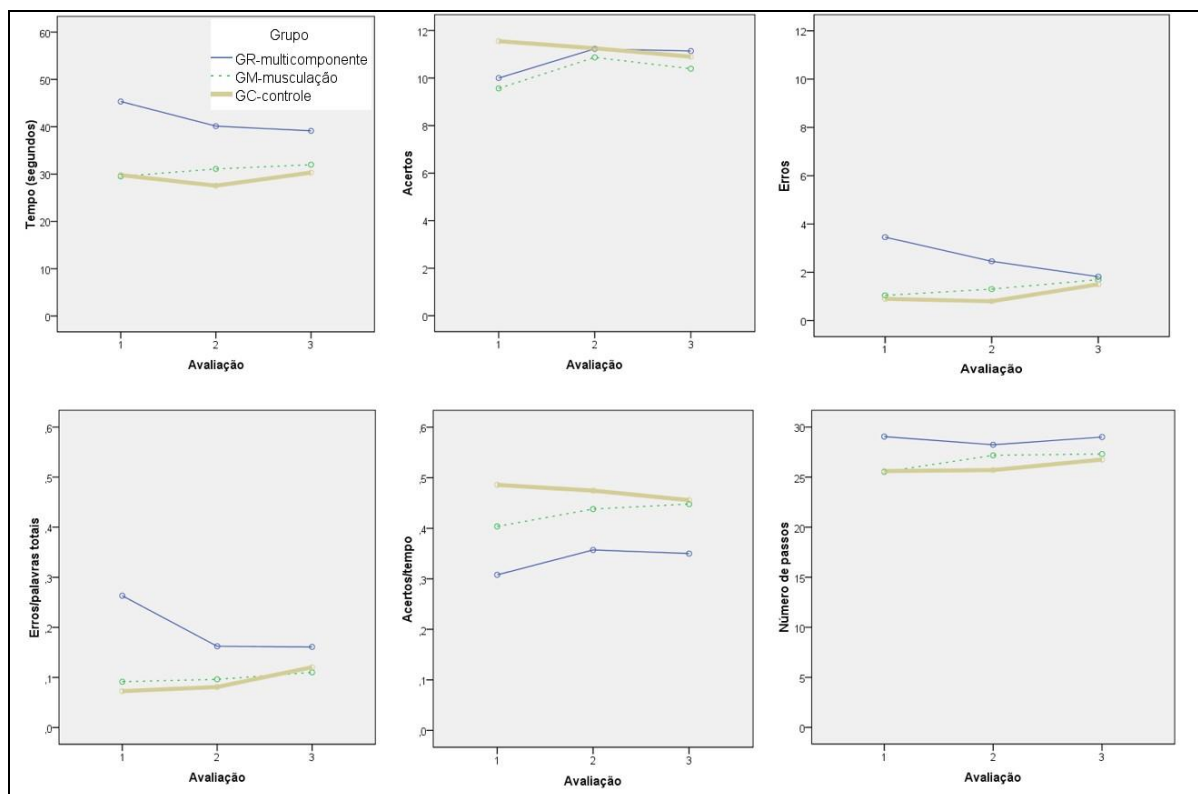 Tempo (segundos)
60
50
40
30
20
10
0
1 2 3
Avaliação
Grupo
GR-multicomponente
GM-musculação
GC-controle
Acertos
12
10
8
6
4
2
0
1 2 3
Avaliação
Erros
12
10
8
6
4
2
0
1 2 3
Avaliação
Erros/palavras totais
,6
,5
,4
,3
,2
,1
,0
1 2 3
Avaliação
Acertos/tempo
,6
,5
,4
,3
,2
,1
,0
1 2 3
Avaliação
Número de passos
30
25
20
15
10
5
0
1 2 3
Avaliação